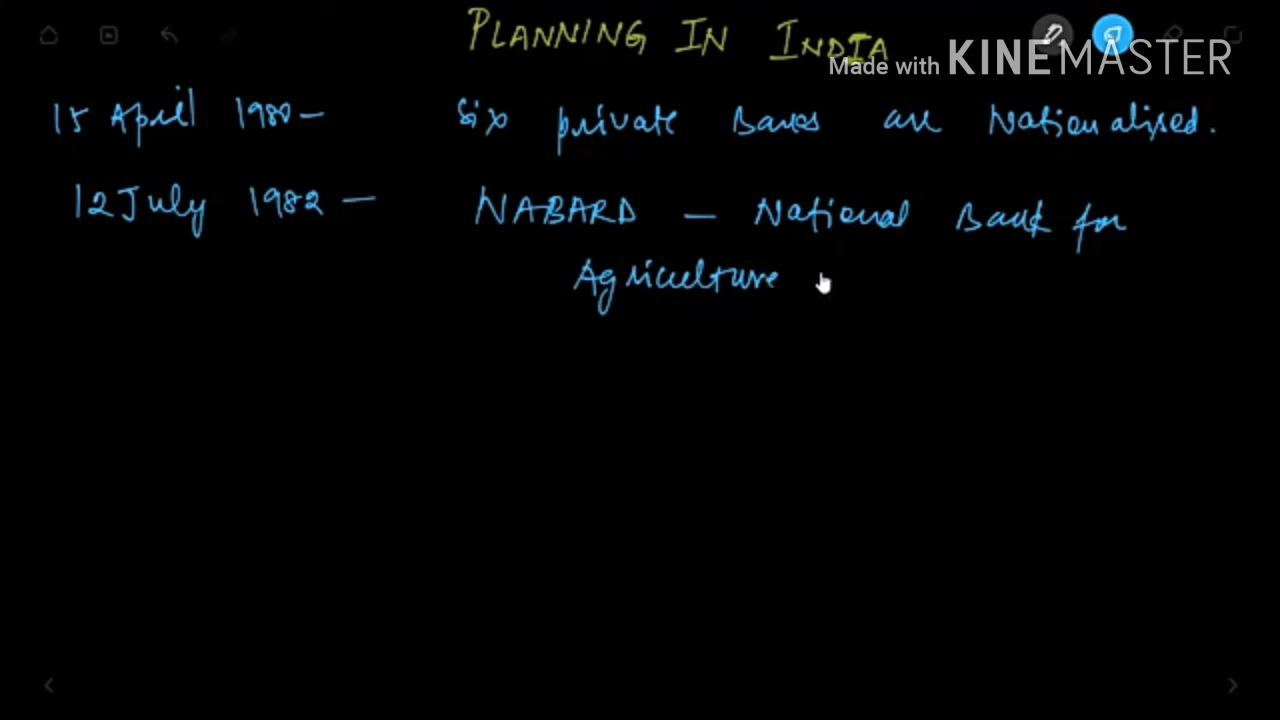 PLANNING IN INDIA
Made with KINEMASTER
15 April 1980 - Six private Banks are Nationalised.
12 July 1982 - NABARD - National Bank for
Agriculture